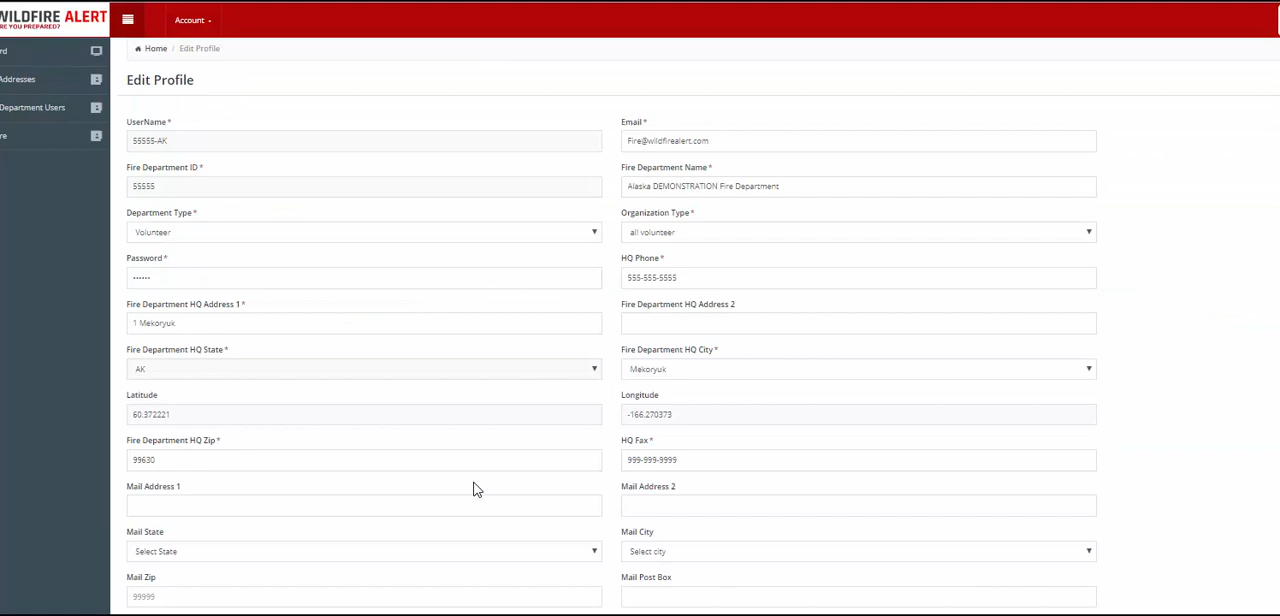 WILDFIRE ALERT
ARE YOU PREPARED?
Account
rd
Addresses
Department Users
re
Home / Edit Profile
Edit Profile
UserName *
55555-AK
Email *
Fire@wildfirealert.com
Fire Department ID *
55555
Fire Department Name *
Alaska DEMONSTRATION Fire Department
Department Type *
Volunteer
Organization Type *
all volunteer
Password *
••••••
HQ Phone *
555-555-5555
Fire Department HQ Address 1 *
1 Mekoryuk
Fire Department HQ Address 2
Fire Department HQ State *
AK
Fire Department HQ City *
Mekoryuk
Latitude
60.372221
Longitude
-166.270373
Fire Department HQ Zip *
99630
HQ Fax *
999-999-9999
Mail Address 1
Mail Address 2
Mail State
Select State
Mail City
Select city
Mail Zip
99999
Mail Post Box